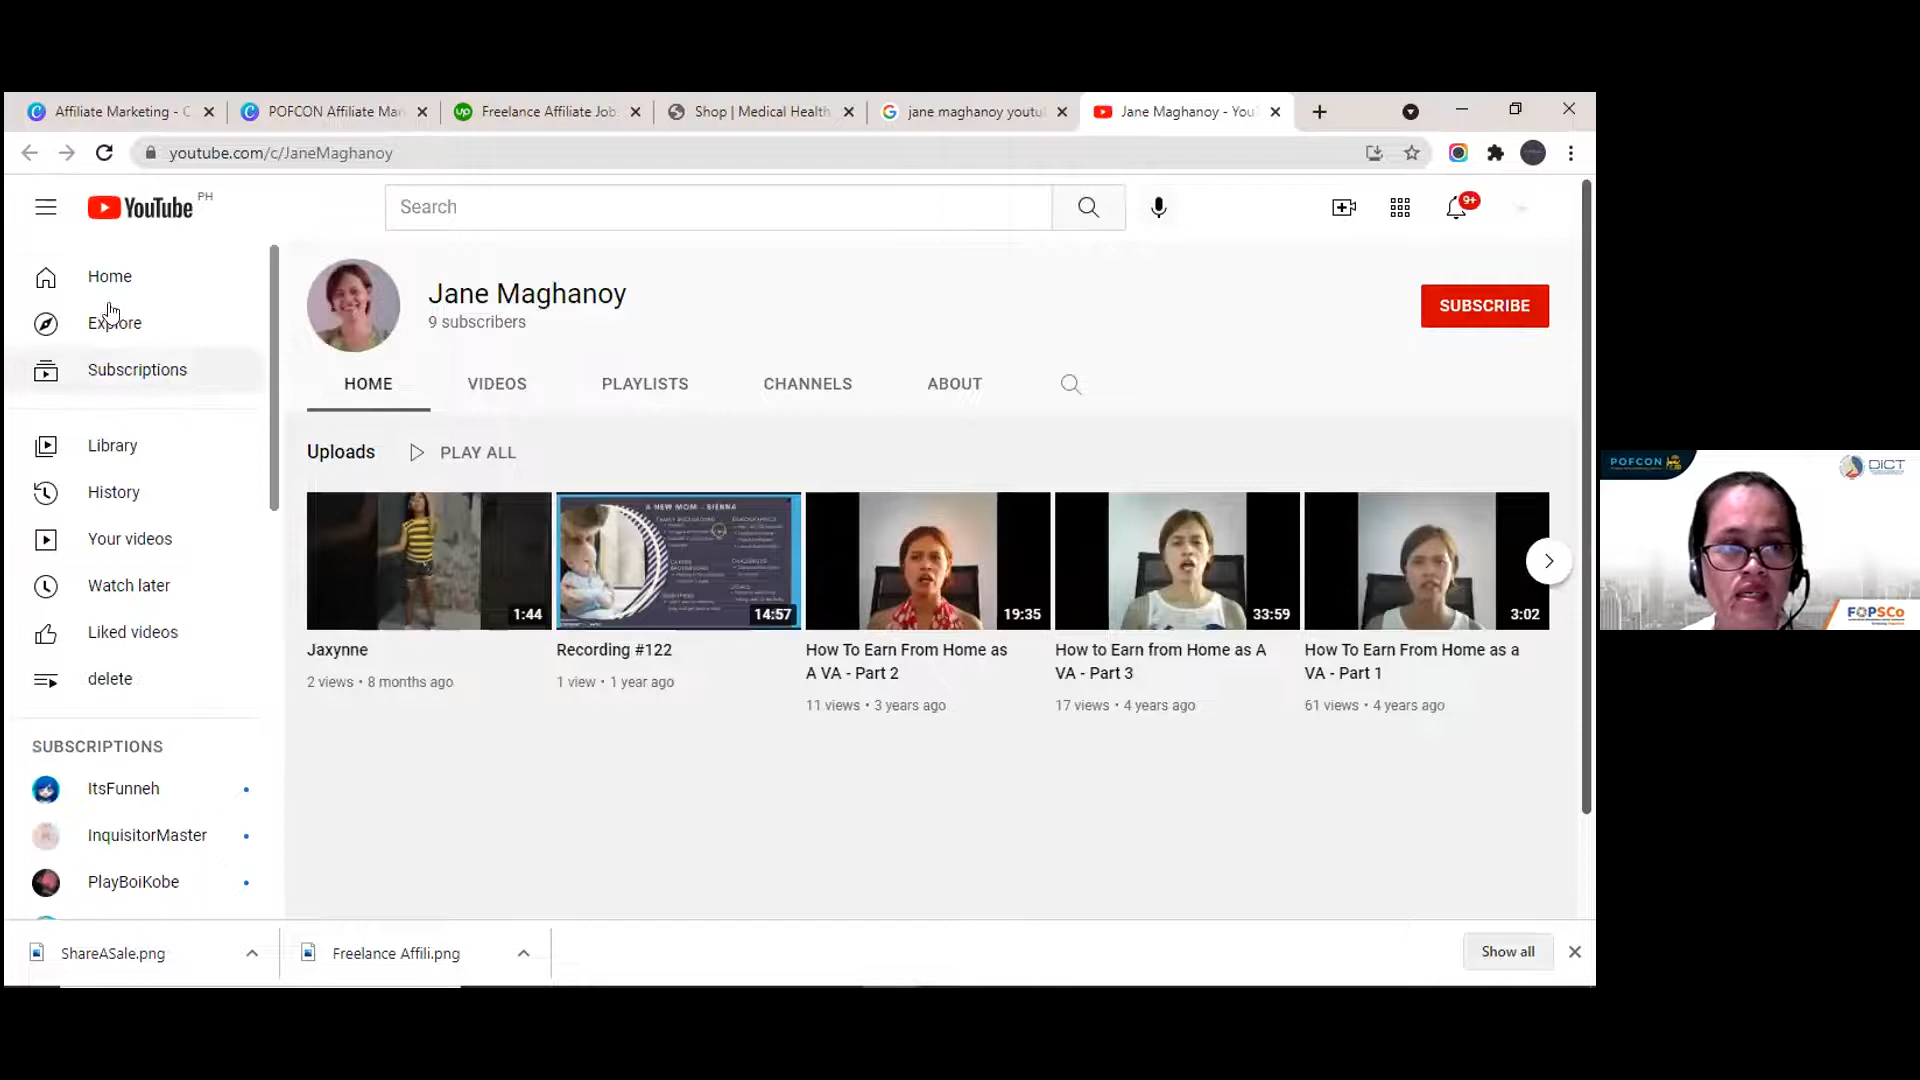 Affiliate Marketing - C
POFCON Affiliate Mar
Freelance Affiliate Job
Shop | Medical Health
jane maghanoy youtu
Jane Maghanoy - You
youtube.com/c/JaneMaghanoy
YouTube PH
Search
9+
Home
Explore
Subscriptions
Library
History
Your videos
Watch later
Liked videos
delete
SUBSCRIPTIONS
ItsFunneh
InquisitorMaster
PlayBoiKobe
Jane Maghanoy
9 subscribers
SUBSCRIBE
HOME VIDEOS PLAYLISTS CHANNELS ABOUT
Uploads PLAY ALL
1:44
Jaxynne
2 views • 8 months ago
A NEW MOM - SIENNA
14:57
Recording #122
1 view • 1 year ago
19:35
How To Earn From Home as
A VA - Part 2
11 views • 3 years ago
33:59
How to Earn from Home as A
VA - Part 3
17 views • 4 years ago
3:02
How To Earn From Home as a
VA - Part 1
61 views • 4 years ago
ShareASale.png
Freelance Affili.png
Show all
POFCON
DICT
FOPSCo